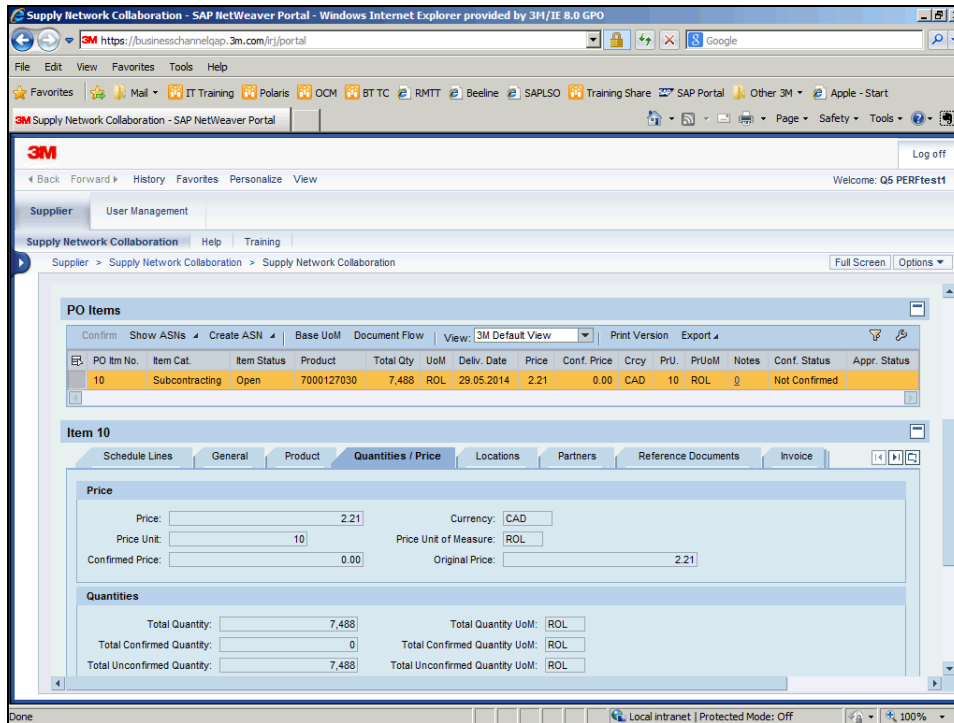 Supply Network Collaboration - SAP NetWeaver Portal - Windows Internet Explorer provided by 3M/IE 8.0 GPO
3M https://businesschannelqap.3m.com/irj/portal Google
File Edit View Favorites Tools Help
Favorites Mail IT Training Polaris OCM BT TC RMTT Beeline SAPLSO Training Share SAP Portal Other 3M Apple - Start
3M Supply Network Collaboration - SAP NetWeaver Portal Page Safety Tools
3M Log off
Back Forward History Favorites Personalize View Welcome: Q5 PERFtest1
Supplier User Management
Supply Network Collaboration Help Training
Supplier > Supply Network Collaboration > Supply Network Collaboration Full Screen Options
PO Items
Confirm Show ASNs Create ASN Base UoM Document Flow View: 3M Default View Print Version Export
PO Itm No. Item Cat. Item Status Product Total Qty UoM Deliv. Date Price Conf. Price Crcy PrU. PrUoM Notes Conf. Status Appr. Status
10 Subcontracting Open 7000127030 7,488 ROL 29.05.2014 2.21 0.00 CAD 10 ROL 0 Not Confirmed
Item 10
Schedule Lines General Product Quantities / Price Locations Partners Reference Documents Invoice
Price
Price: 2.21 Currency: CAD
Price Unit: 10 Price Unit of Measure: ROL
Confirmed Price: 0.00 Original Price: 2.21
Quantities
Total Quantity: 7,488 Total Quantity UoM: ROL
Total Confirmed Quantity: 0 Total Confirmed Quantity UoM: ROL
Total Unconfirmed Quantity: 7,488 Total Unconfirmed Quantity UoM: ROL
Done Local intranet | Protected Mode: Off 100%